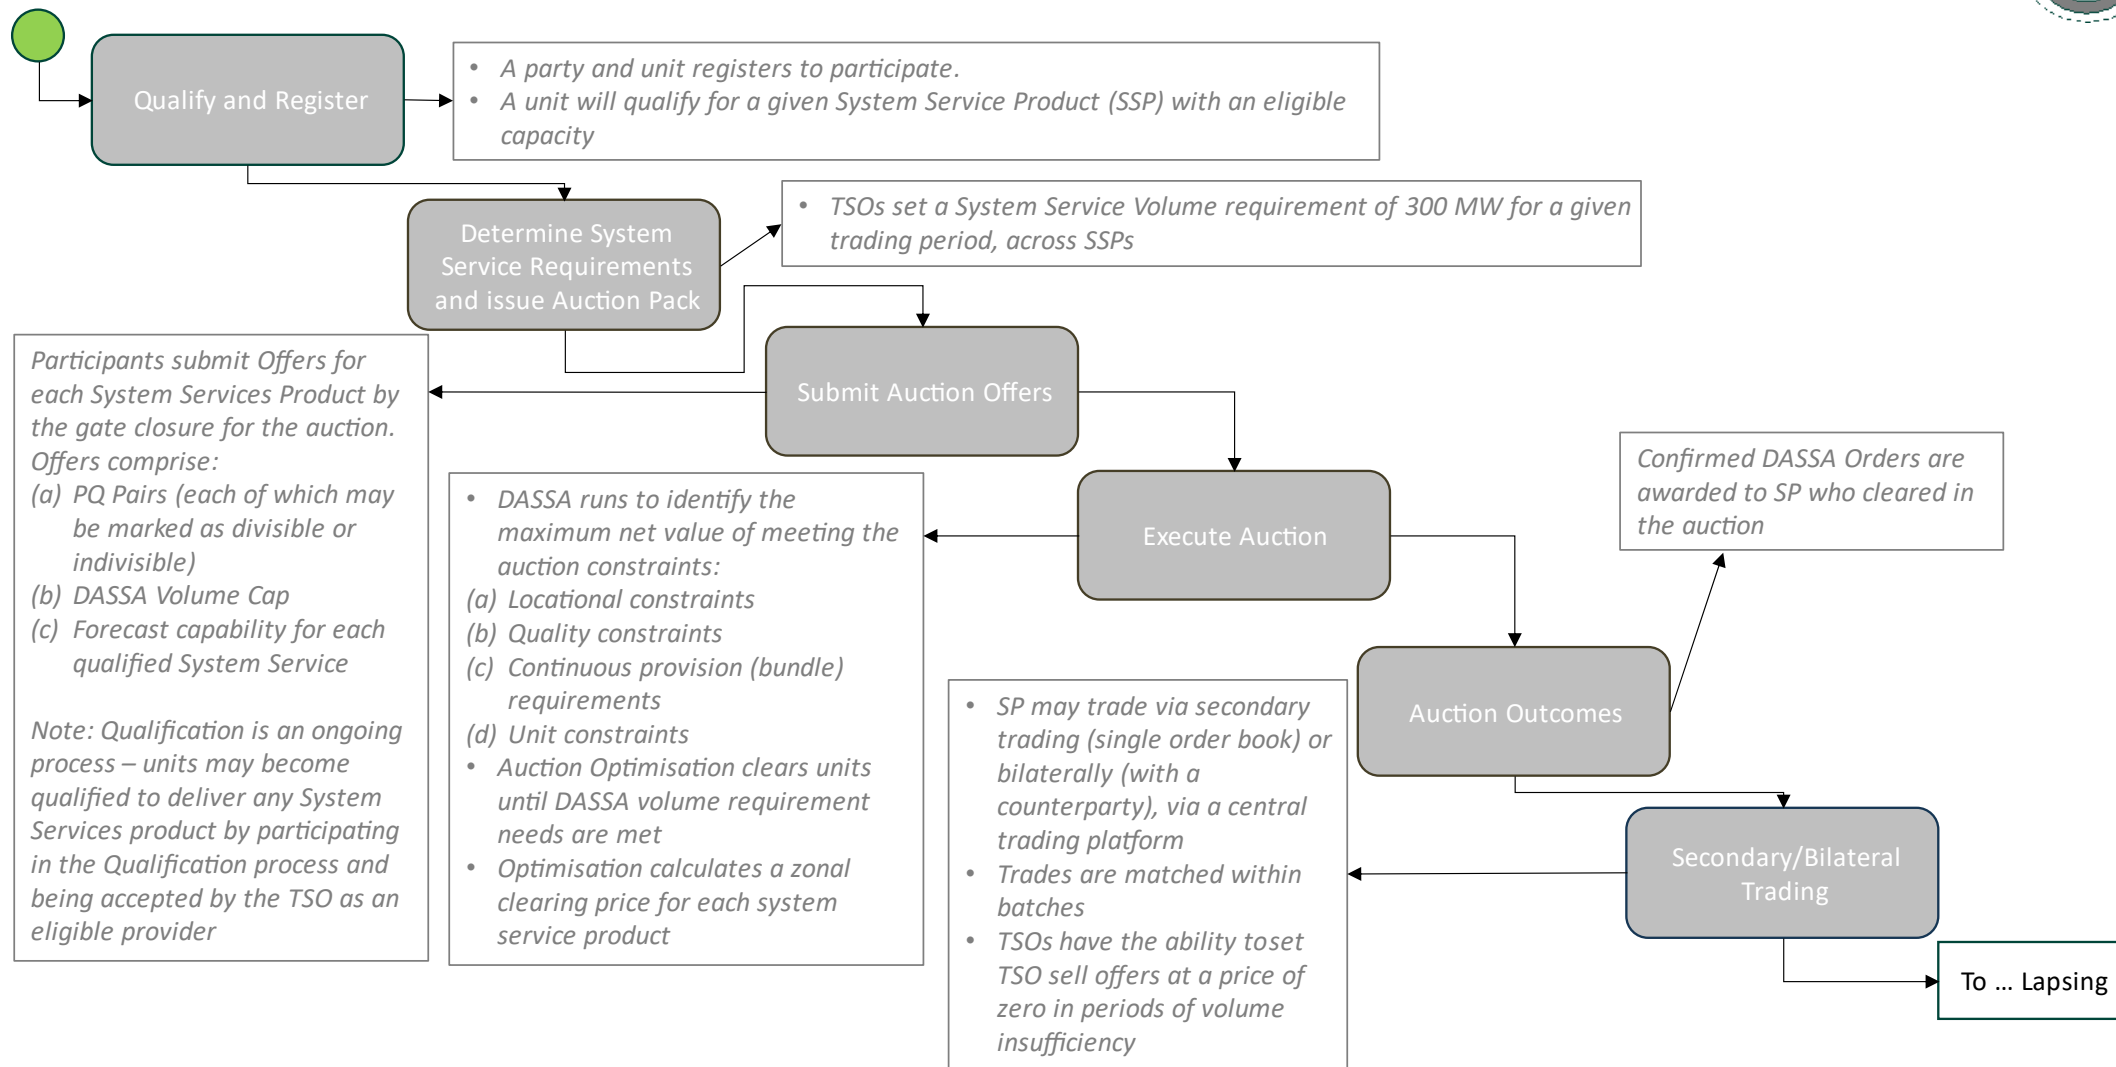 Qualify and Register
• A party and unit registers to participate.
• A unit will qualify for a given System Service Product (SSP) with an eligible
capacity
Determine System
Service Requirements
and issue Auction Pack
• TSOs set a System Service Volume requirement of 300 MW for a given
trading period, across SSPs
Submit Auction Offers
Participants submit Offers for
each System Services Product by
the gate closure for the auction.
Offers comprise:
(a) PQ Pairs (each of which may
be marked as divisible or
indivisible)
(b) DASSA Volume Cap
(c) Forecast capability for each
qualified System Service
Note: Qualification is an ongoing
process – units may become
qualified to deliver any System
Services product by participating
in the Qualification process and
being accepted by the TSO as an
eligible provider
Execute Auction
• DASSA runs to identify the
maximum net value of meeting the
auction constraints:
(a) Locational constraints
(b) Quality constraints
(c) Continuous provision (bundle)
requirements
(d) Unit constraints
• Auction Optimisation clears units
until DASSA volume requirement
needs are met
• Optimisation calculates a zonal
clearing price for each system
service product
Auction Outcomes
Confirmed DASSA Orders are
awarded to SP who cleared in
the auction
Secondary/Bilateral
Trading
• SP may trade via secondary
trading (single order book) or
bilaterally (with a
counterparty), via a central
trading platform
• Trades are matched within
batches
• TSOs have the ability toset
TSO sell offers at a price of
zero in periods of volume
insufficiency
To ... Lapsing